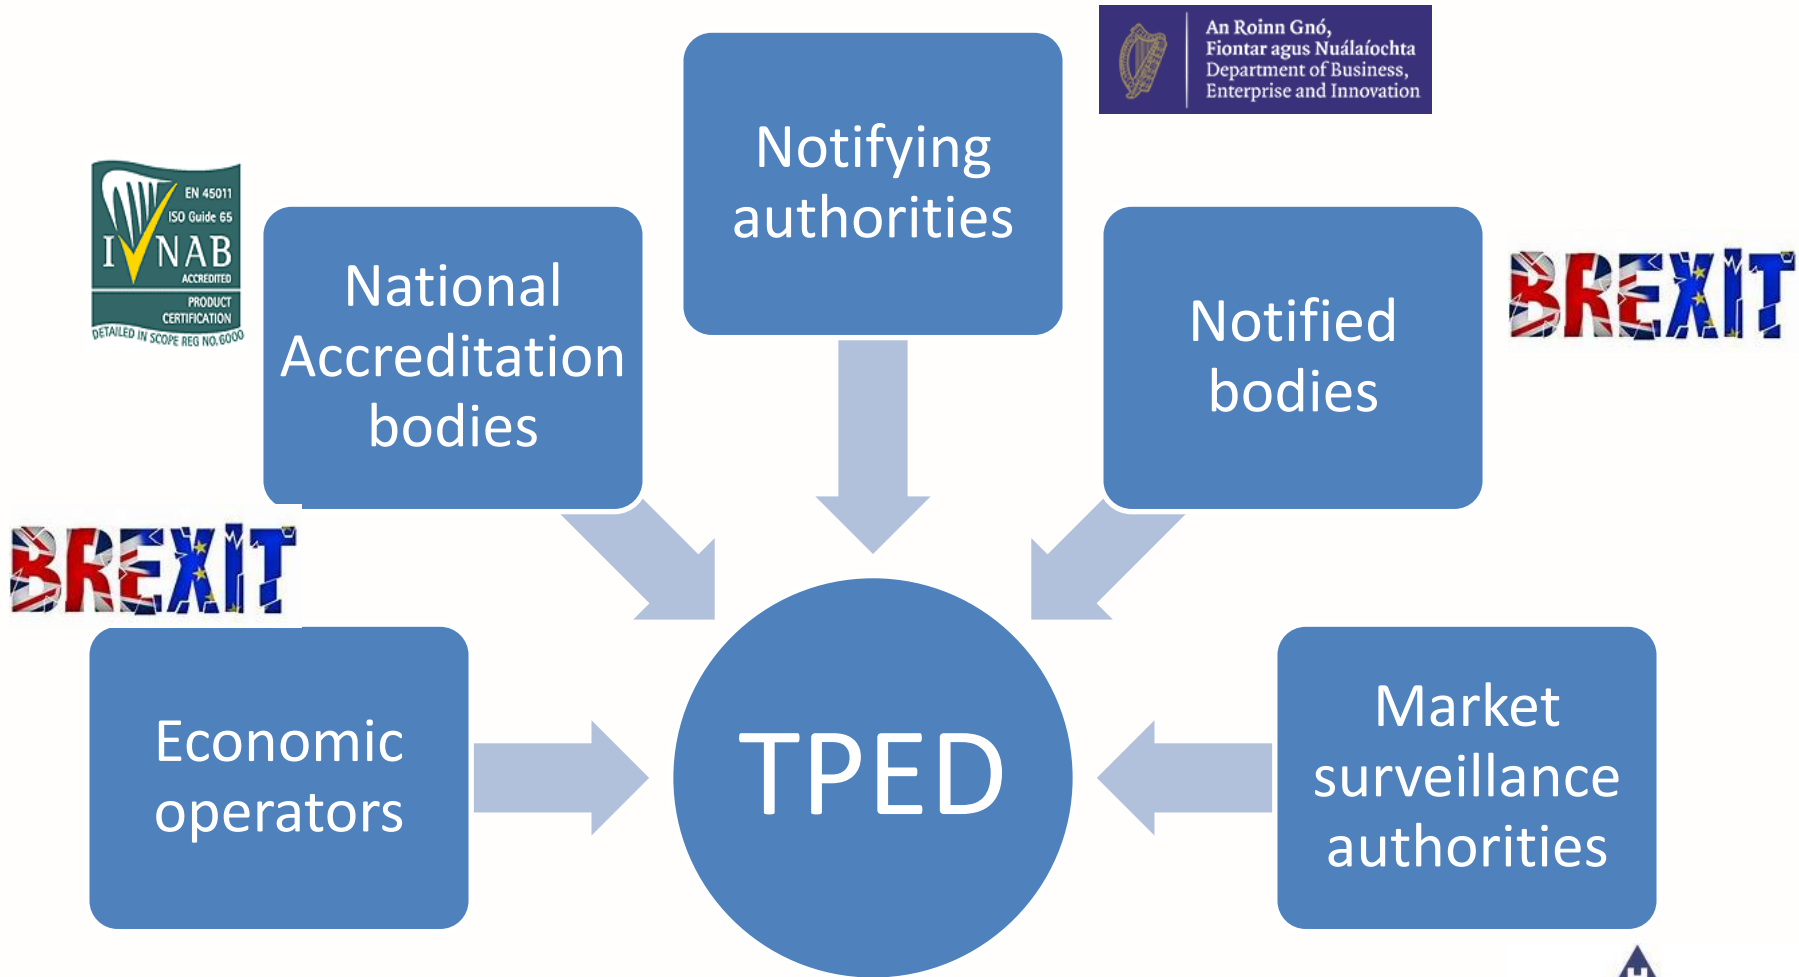 An Roinn Gnó,
Fiontar agus Nuálaíochta
Department of Business,
Enterprise and Innovation
Notifying
authorities
EN 45011
ISO Guide 65
INAB
ACCREDITED
PRODUCT
CERTIFICATION
DETAILED IN SCOPE REG NO.6000
National
Accreditation
bodies
Notified
bodies
BREXIT
BREXIT
Economic
operators
TPED
Market
surveillance
authorities
H